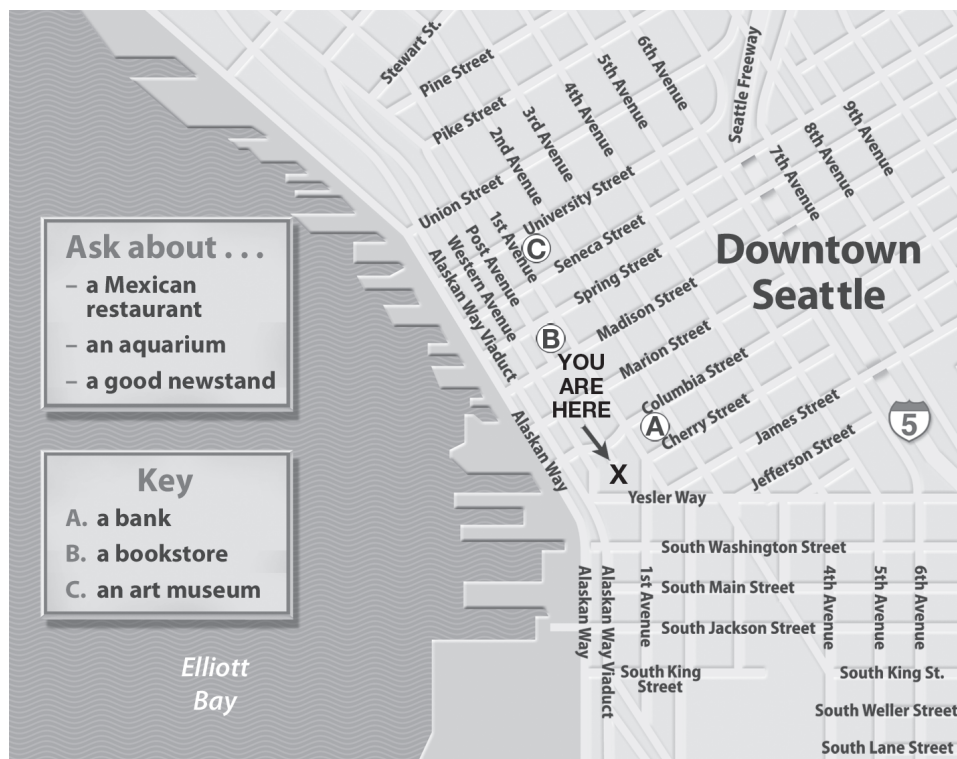 Stewart St.
Pine Street
Pike Street
Union Street
2nd Avenue
3rd Avenue
4th Avenue
5th Avenue
6th Avenue
Seattle Freeway
7th Avenue
8th Avenue
9th Avenue
University Street
Seneca Street
Spring Street
Madison Street
Marion Street
Columbia Street
Cherry Street
James Street
Jefferson Street
1st Avenue
Post Avenue
Western Avenue
Alaskan Way Viaduct
Alaskan Way
Downtown
Seattle
C
B
A
YOU
ARE
HERE
X
5
Ask about . . .
– a Mexican
restaurant
– an aquarium
– a good newstand
Key
A. a bank
B. a bookstore
C. an art museum
Elliott
Bay
Yesler Way
South Washington Street
South Main Street
South Jackson Street
South King
Street
Alaskan Way
Alaskan Way Viaduct
1st Avenue
4th Avenue
5th Avenue
6th Avenue
South King St.
South Weller Street
South Lane Street